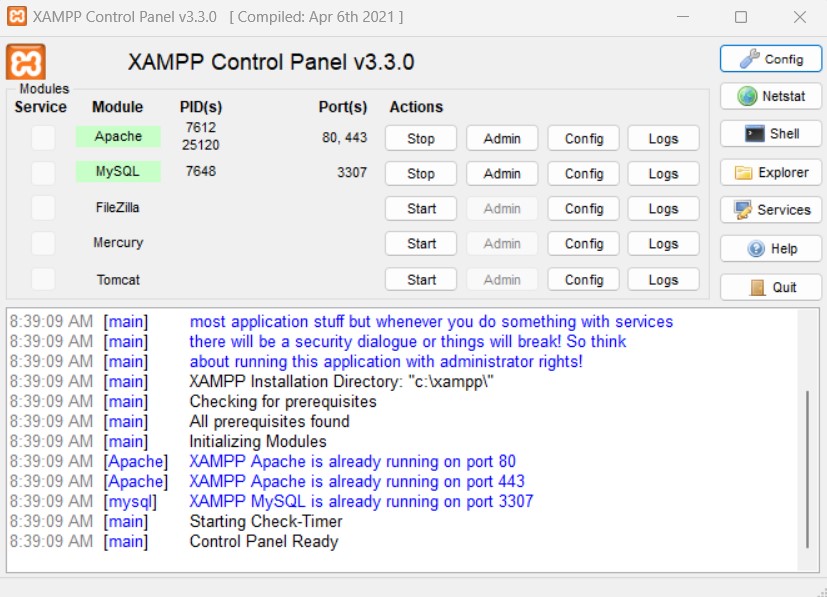 XAMPP Control Panel v3.3.0 [ Compiled: Apr 6th 2021 ]
XAMPP Control Panel v3.3.0
Config
Modules
Service Module PID(s) Port(s) Actions
Netstat
Apache 7612 25120 80, 443 Stop Admin Config Logs
Shell
MySQL 7648 3307 Stop Admin Config Logs
Explorer
FileZilla Start Admin Config Logs
Services
Mercury Start Admin Config Logs
Help
Tomcat Start Admin Config Logs
Quit
8:39:09 AM [main] most application stuff but whenever you do something with services
8:39:09 AM [main] there will be a security dialogue or things will break! So think
8:39:09 AM [main] about running this application with administrator rights!
8:39:09 AM [main] XAMPP Installation Directory: "c:\xampp\"
8:39:09 AM [main] Checking for prerequisites
8:39:09 AM [main] All prerequisites found
8:39:09 AM [main] Initializing Modules
8:39:09 AM [Apache] XAMPP Apache is already running on port 80
8:39:09 AM [Apache] XAMPP Apache is already running on port 443
8:39:09 AM [mysql] XAMPP MySQL is already running on port 3307
8:39:09 AM [main] Starting Check-Timer
8:39:09 AM [main] Control Panel Ready